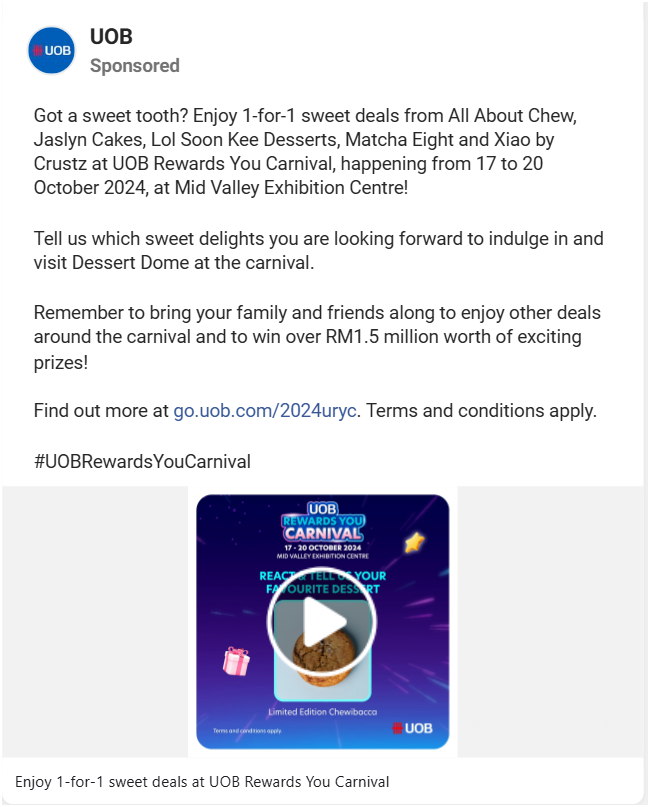 UOB
UOB
Sponsored
Got a sweet tooth? Enjoy 1-for-1 sweet deals from All About Chew,
Jaslyn Cakes, Lol Soon Kee Desserts, Matcha Eight and Xiao by
Crustz at UOB Rewards You Carnival, happening from 17 to 20
October 2024, at Mid Valley Exhibition Centre!
Tell us which sweet delights you are looking forward to indulge in and
visit Dessert Dome at the carnival.
Remember to bring your family and friends along to enjoy other deals
around the carnival and to win over RM1.5 million worth of exciting
prizes!
Find out more at go.uob.com/2024uryc. Terms and conditions apply.
#UOBRewardsYouCarnival
UOB
REWARDS YOU
CARNIVAL
17 - 20 OCTOBER 2024
MID VALLEY EXHIBITION CENTRE
REACT & TELL US YOUR
FAVOURITE DESSERT
Limited Edition Chewibacca
Terms and conditions apply.
UOB
Enjoy 1-for-1 sweet deals at UOB Rewards You Carnival